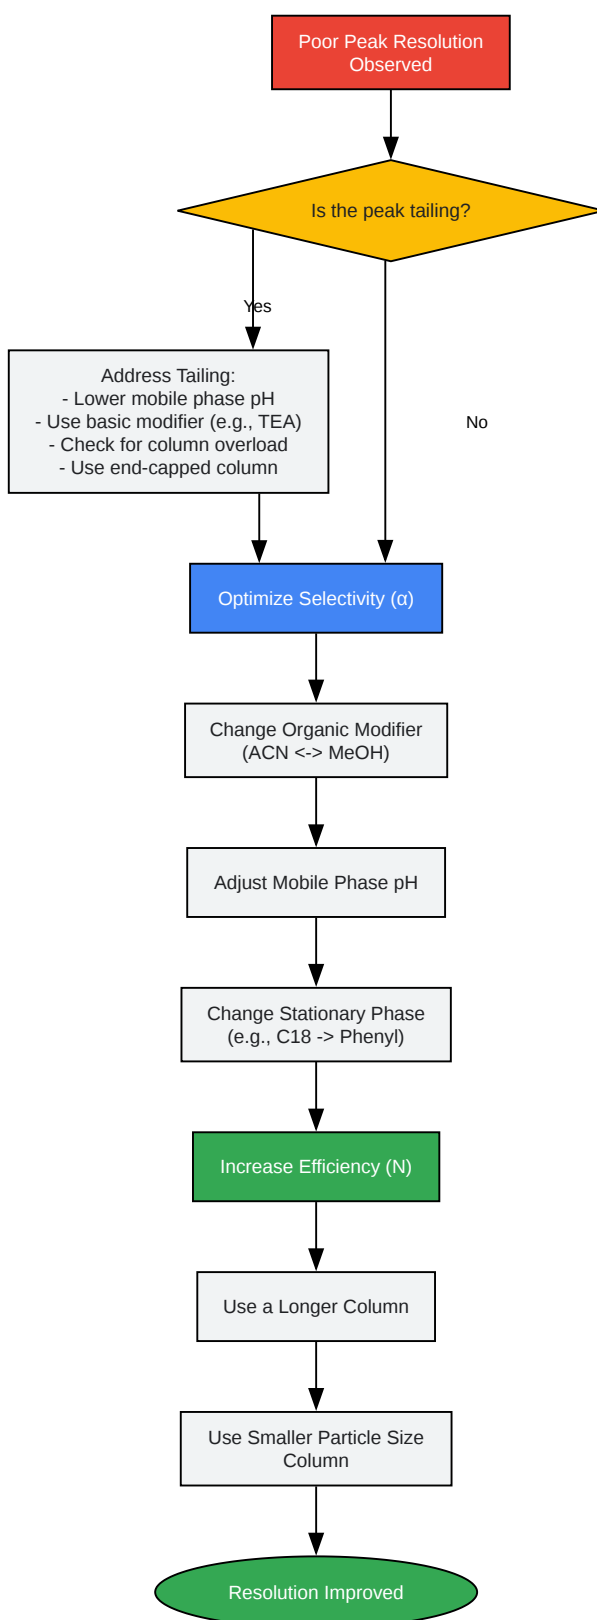 Poor Peak Resolution
Observed
Is the peak tailing?
Yes
Address Tailing:
- Lower mobile phase pH
- Use basic modifier (e.g., TEA)
- Check for column overload
- Use end-capped column
No
Optimize Selectivity (α)
Change Organic Modifier
(ACN <-> MeOH)
Adjust Mobile Phase pH
Change Stationary Phase
(e.g., C18 -> Phenyl)
Increase Efficiency (N)
Use a Longer Column
Use Smaller Particle Size
Column
Resolution Improved